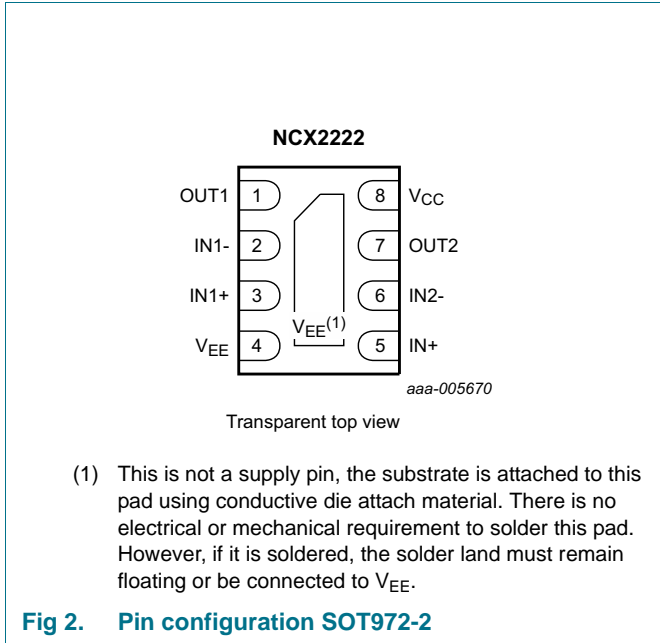 NCX2222
OUT1 1 8 VCC
IN1- 2 7 OUT2
IN1+ 3 6 IN2-
VEE 4 VEE(1) 5 IN+
aaa-005670
Transparent top view
(1) This is not a supply pin, the substrate is attached to this
pad using conductive die attach material. There is no
electrical or mechanical requirement to solder this pad.
However, if it is soldered, the solder land must remain
floating or be connected to VEE.
Fig 2. Pin configuration SOT972-2